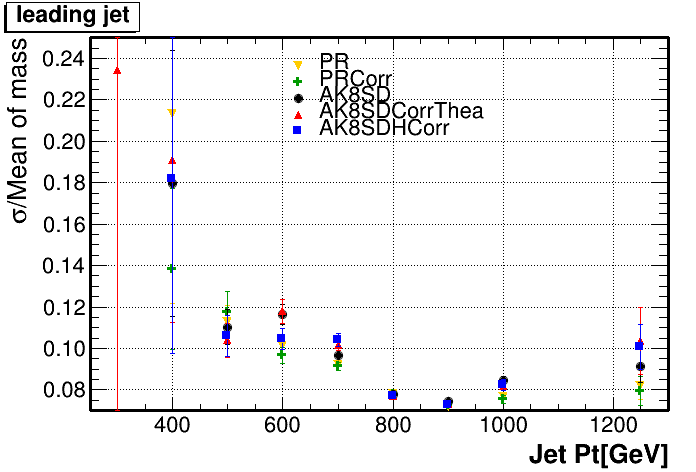 leading jet
σ/Mean of mass
0.24
0.22
0.20
0.18
0.16
0.14
0.12
0.10
0.08
PR
PRCorr
AK8SD
AK8SDCorrThea
AK8SDHCorr
400 600 800 1000 1200
Jet Pt[GeV]